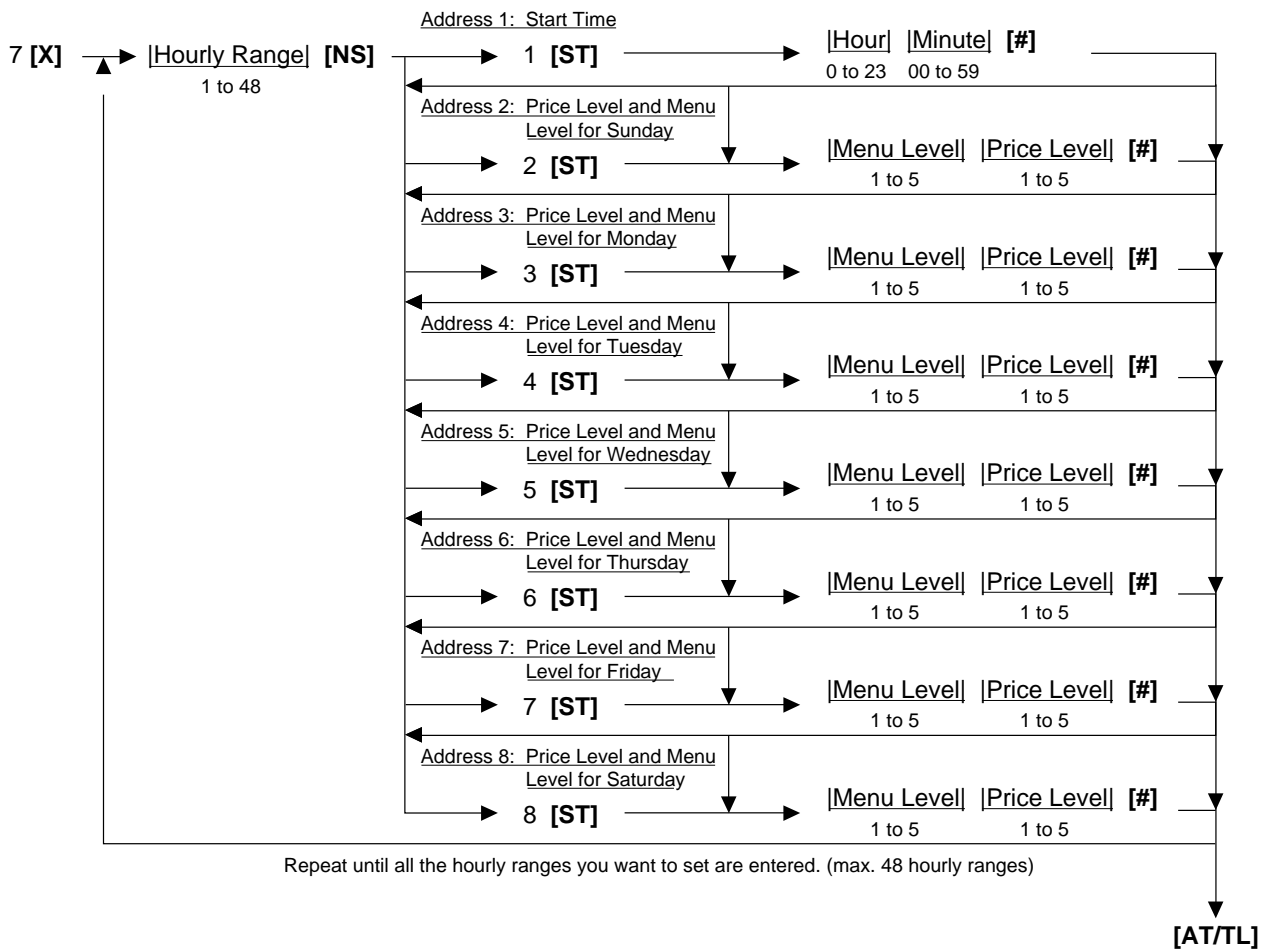 Address 1: Start Time
7 [X] |Hourly Range| [NS] 1 [ST] |Hour| |Minute| [#]
1 to 48 0 to 23 00 to 59
Address 2: Price Level and Menu
Level for Sunday
2 [ST] |Menu Level| |Price Level| [#]
1 to 5 1 to 5
Address 3: Price Level and Menu
Level for Monday
3 [ST] |Menu Level| |Price Level| [#]
1 to 5 1 to 5
Address 4: Price Level and Menu
Level for Tuesday
4 [ST] |Menu Level| |Price Level| [#]
1 to 5 1 to 5
Address 5: Price Level and Menu
Level for Wednesday
5 [ST] |Menu Level| |Price Level| [#]
1 to 5 1 to 5
Address 6: Price Level and Menu
Level for Thursday
6 [ST] |Menu Level| |Price Level| [#]
1 to 5 1 to 5
Address 7: Price Level and Menu
Level for Friday
7 [ST] |Menu Level| |Price Level| [#]
1 to 5 1 to 5
Address 8: Price Level and Menu
Level for Saturday
8 [ST] |Menu Level| |Price Level| [#]
1 to 5 1 to 5
Repeat until all the hourly ranges you want to set are entered. (max. 48 hourly ranges)
[AT/TL]